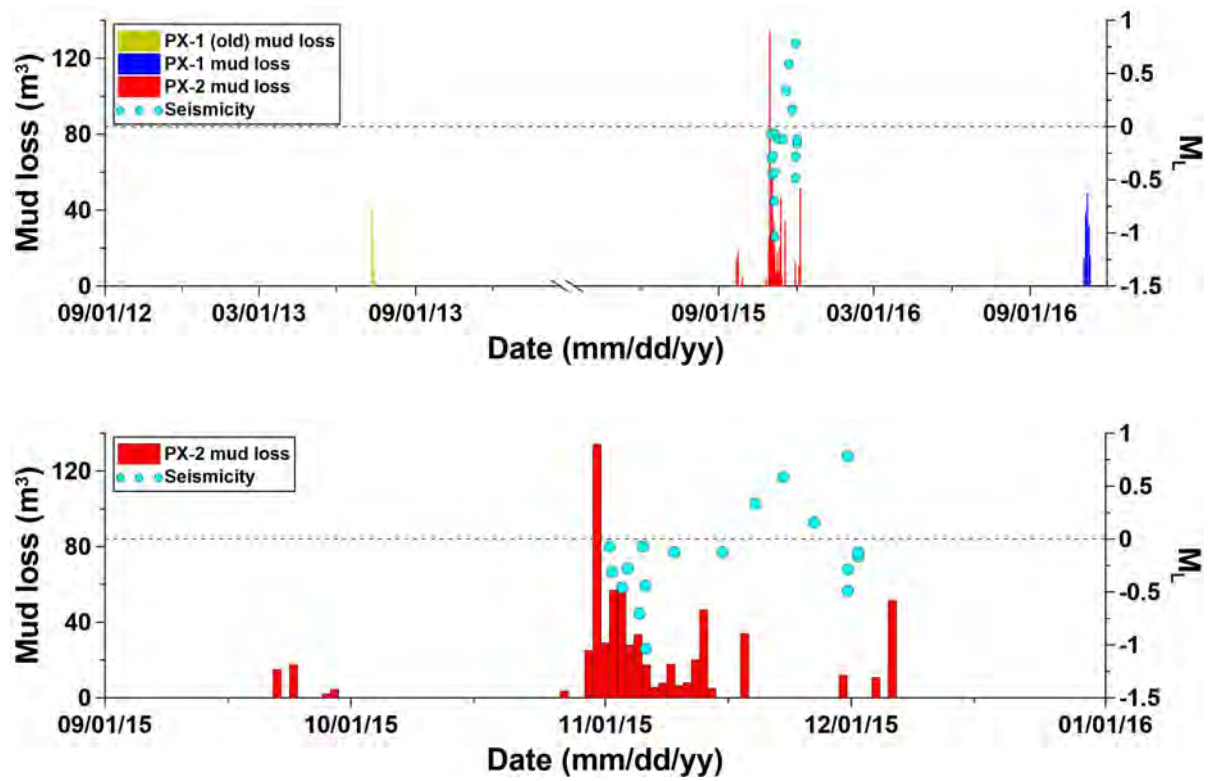 PX-1 (old) mud loss
PX-1 mud loss
PX-2 mud loss
Seismicity
Mud loss (m³)
120
80
40
0
1
0.5
0
-0.5
-1
-1.5
M_L
09/01/12 03/01/13 09/01/13 09/01/15 03/01/16 09/01/16
Date (mm/dd/yy)
PX-2 mud loss
Seismicity
Mud loss (m³)
120
80
40
0
1
0.5
0
-0.5
-1
-1.5
M_L
09/01/15 10/01/15 11/01/15 12/01/15 01/01/16
Date (mm/dd/yy)